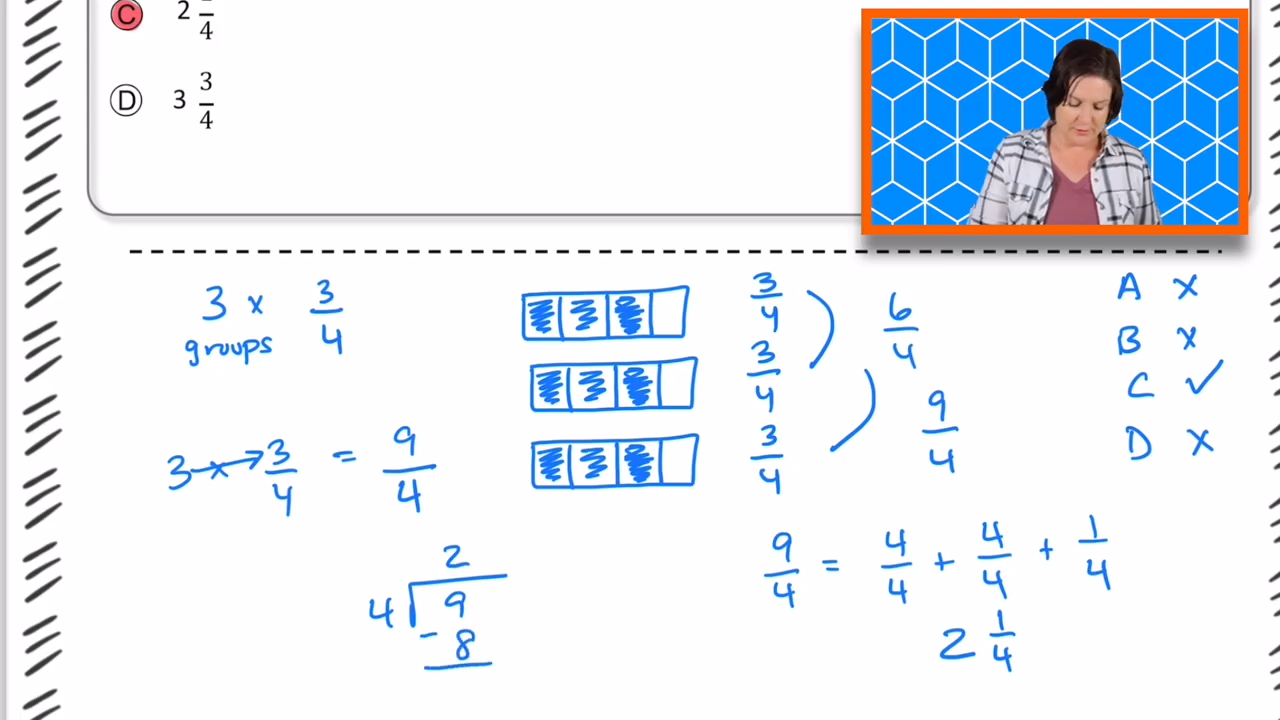 C 2 1/4
D 3 3/4
3 x 3/4
groups
3 x 3/4 = 9/4
2
4 9
- 8
3/4
3/4
3/4
6/4
9/4
9/4 = 4/4 + 4/4 + 1/4
2 1/4
A x
B x
C ✓
D x